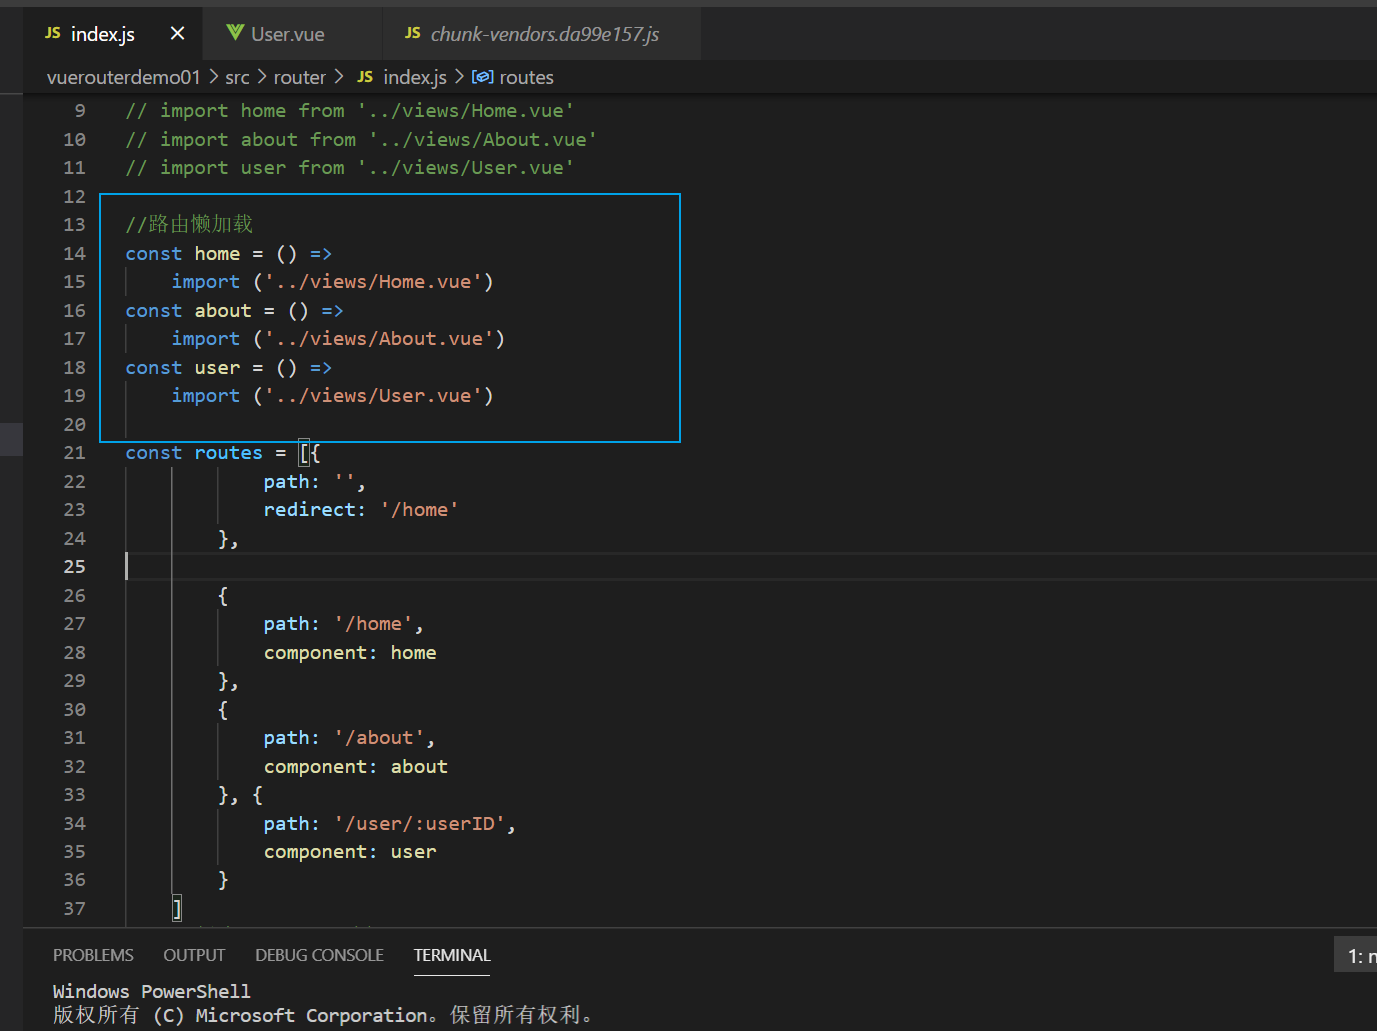 JS index.js ×
User.vue
JS chunk-vendors.da99e157.js
vuerouterdemo01 > src > router > JS index.js > routes
9 // import home from '../views/Home.vue'
10 // import about from '../views/About.vue'
11 // import user from '../views/User.vue'
12
13 //路由懒加载
14 const home = () =>
15 import ('../views/Home.vue')
16 const about = () =>
17 import ('../views/About.vue')
18 const user = () =>
19 import ('../views/User.vue')
20
21 const routes = [{
22 path: '',
23 redirect: '/home'
24 },
25
26 {
27 path: '/home',
28 component: home
29 },
30 {
31 path: '/about',
32 component: about
33 }, {
34 path: '/user/:userID',
35 component: user
36 }
37 ]
PROBLEMS OUTPUT DEBUG CONSOLE TERMINAL 1: n
Windows PowerShell
版权所有 (C) Microsoft Corporation。保留所有权利。